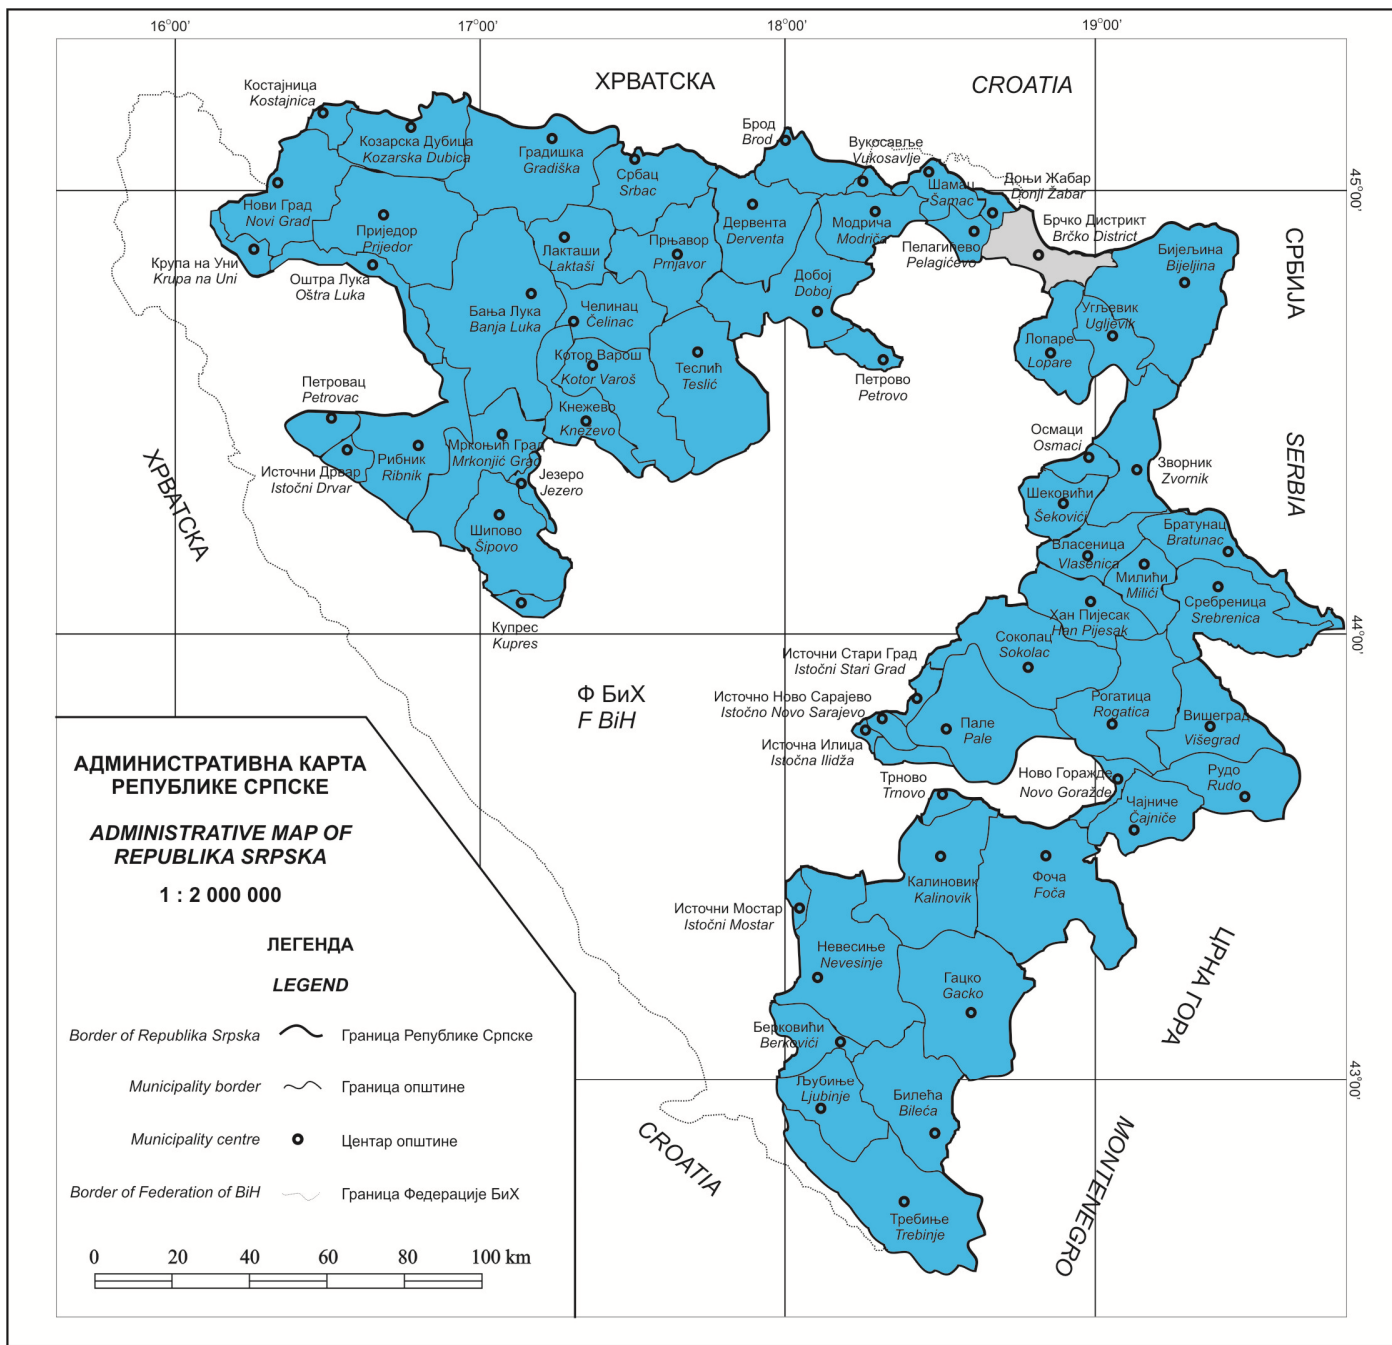 16°00'
17°00'
18°00'
19°00'
ХРВАТСКА
CROATIA
Костајница
Kostajnica
Козарска Дубица
Kozarska Dubica
Градишка
Gradiška
Србац
Srbac
Брод
Brod
Вукосавље
Vukosavlje
Шамац
Šamac
Доњи Жабар
Donji Žabar
45°00'
Нови Град
Novi Grad
Приједор
Prijedor
Дервента
Derventa
Модрича
Modriča
Пелагићево
Pelagićevo
Брчко Дистрикт
Brčko District
Бијељина
Bijeljina
СРБИЈА
Крупа на Уни
Krupa na Uni
Оштра Лука
Oštra Luka
Лакташи
Laktaši
Прњавор
Prnjavor
Добој
Doboj
Бања Лука
Banja Luka
Челинац
Čelinac
Угљевик
Ugljevik
Лопаре
Lopare
Котор Варош
Kotor Varoš
Теслић
Teslić
Петрово
Petrovo
Петровац
Petrovac
Кнежево
Kneževo
Осмаци
Osmaci
SERBIA
Источни Дрвар
Istočni Drvar
Рибник
Ribnik
Мркоњић Град
Mrkonjić Grad
Језеро
Jezero
Зворник
Zvornik
ХРВАТСКА
Шипово
Šipovo
Шековићи
Šekovići
Братунац
Bratunac
Власеница
Vlasenica
Милићи
Milići
Сребреница
Srebrenica
Купрес
Kupres
Хан Пијесак
Han Pijesak
44°00'
Соколац
Sokolac
Источни Стари Град
Istočni Stari Grad
Ф БиХ
F BiH
Источно Ново Сарајево
Istočno Novo Sarajevo
Рогатица
Rogatica
Вишеград
Višegrad
Пале
Pale
Источна Илиџа
Istočna Ilidža
Трново
Trnovo
Ново Горажде
Novo Goražde
Рудо
Rudo
Чајниче
Čajniče
Калиновик
Kalinovik
Фоча
Foča
Источни Мостар
Istočni Mostar
Невесиње
Nevesinje
Гацко
Gacko
ЦРНА ГОРА
Берковићи
Berkovići
Љубиње
Ljubinje
Билећа
Bileća
43°00'
CROATIA
MONTENEGRO
Требиње
Trebinje
АДМИНИСТРАТИВНА КАРТА
РЕПУБЛИКЕ СРПСКЕ
ADMINISTRATIVE MAP OF
REPUBLIKA SRPSKA
1 : 2 000 000
ЛЕГЕНДА
LEGEND
Border of Republika Srpska
Граница Републике Српске
Municipality border
Граница општине
Municipality centre
Центар општине
Border of Federation of BiH
Граница Федерације БиХ
0 20 40 60 80 100 km